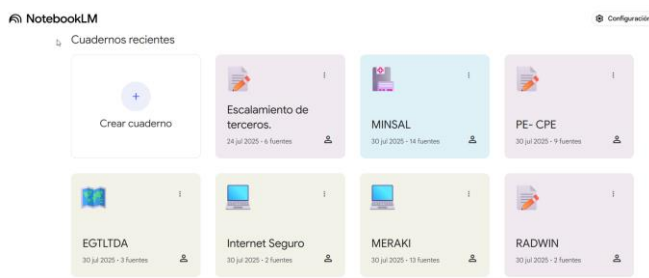 NotebookLM
Configuración
Cuadernos recientes
+
Crear cuaderno
Escalamiento de
terceros.
24 jul 2025 • 6 fuentes
MINSAL
30 jul 2025 • 14 fuentes
PE- CPE
30 jul 2025 • 9 fuentes
EGTLTDA
30 jul 2025 • 3 fuentes
Internet Seguro
30 jul 2025 • 2 fuentes
MERAKI
30 jul 2025 • 13 fuentes
RADWIN
30 jul 2025 • 2 fuentes